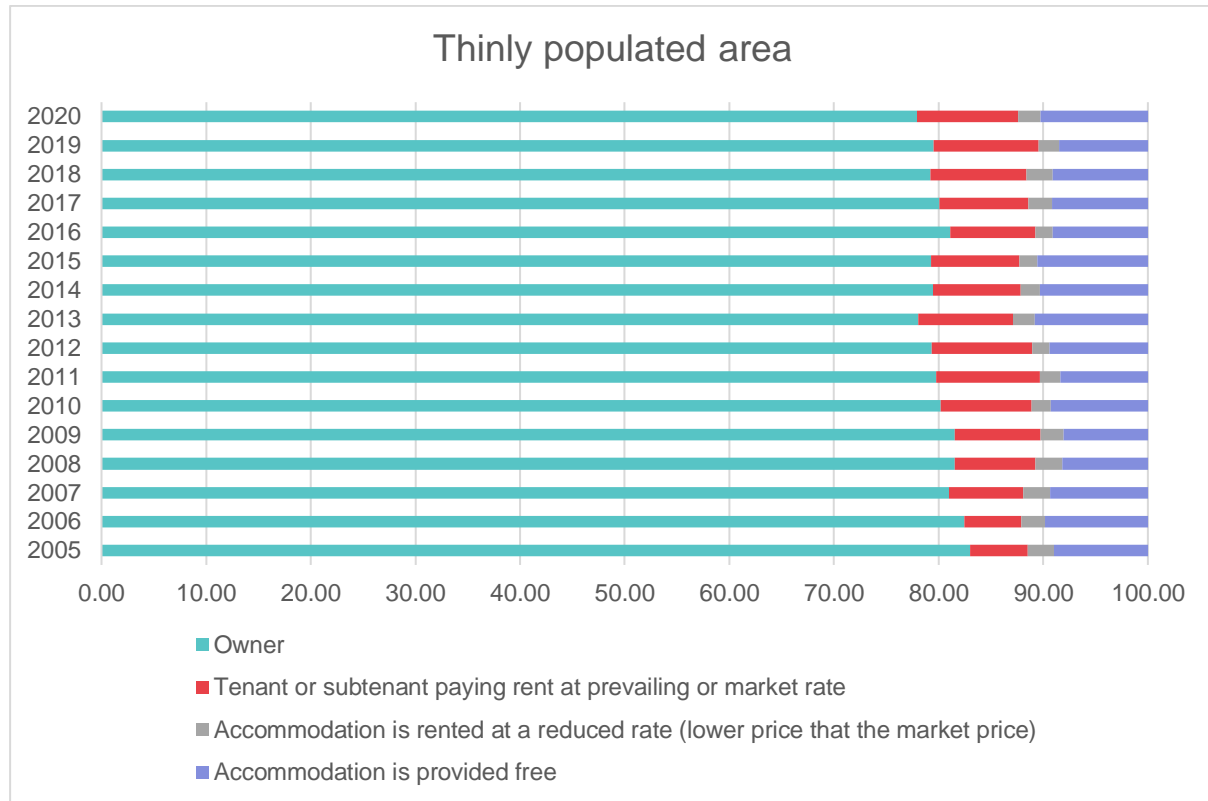 Thinly populated area
2020
2019
2018
2017
2016
2015
2014
2013
2012
2011
2010
2009
2008
2007
2006
2005
0.00 10.00 20.00 30.00 40.00 50.00 60.00 70.00 80.00 90.00 100.00
Owner
Tenant or subtenant paying rent at prevailing or market rate
Accommodation is rented at a reduced rate (lower price that the market price)
Accommodation is provided free